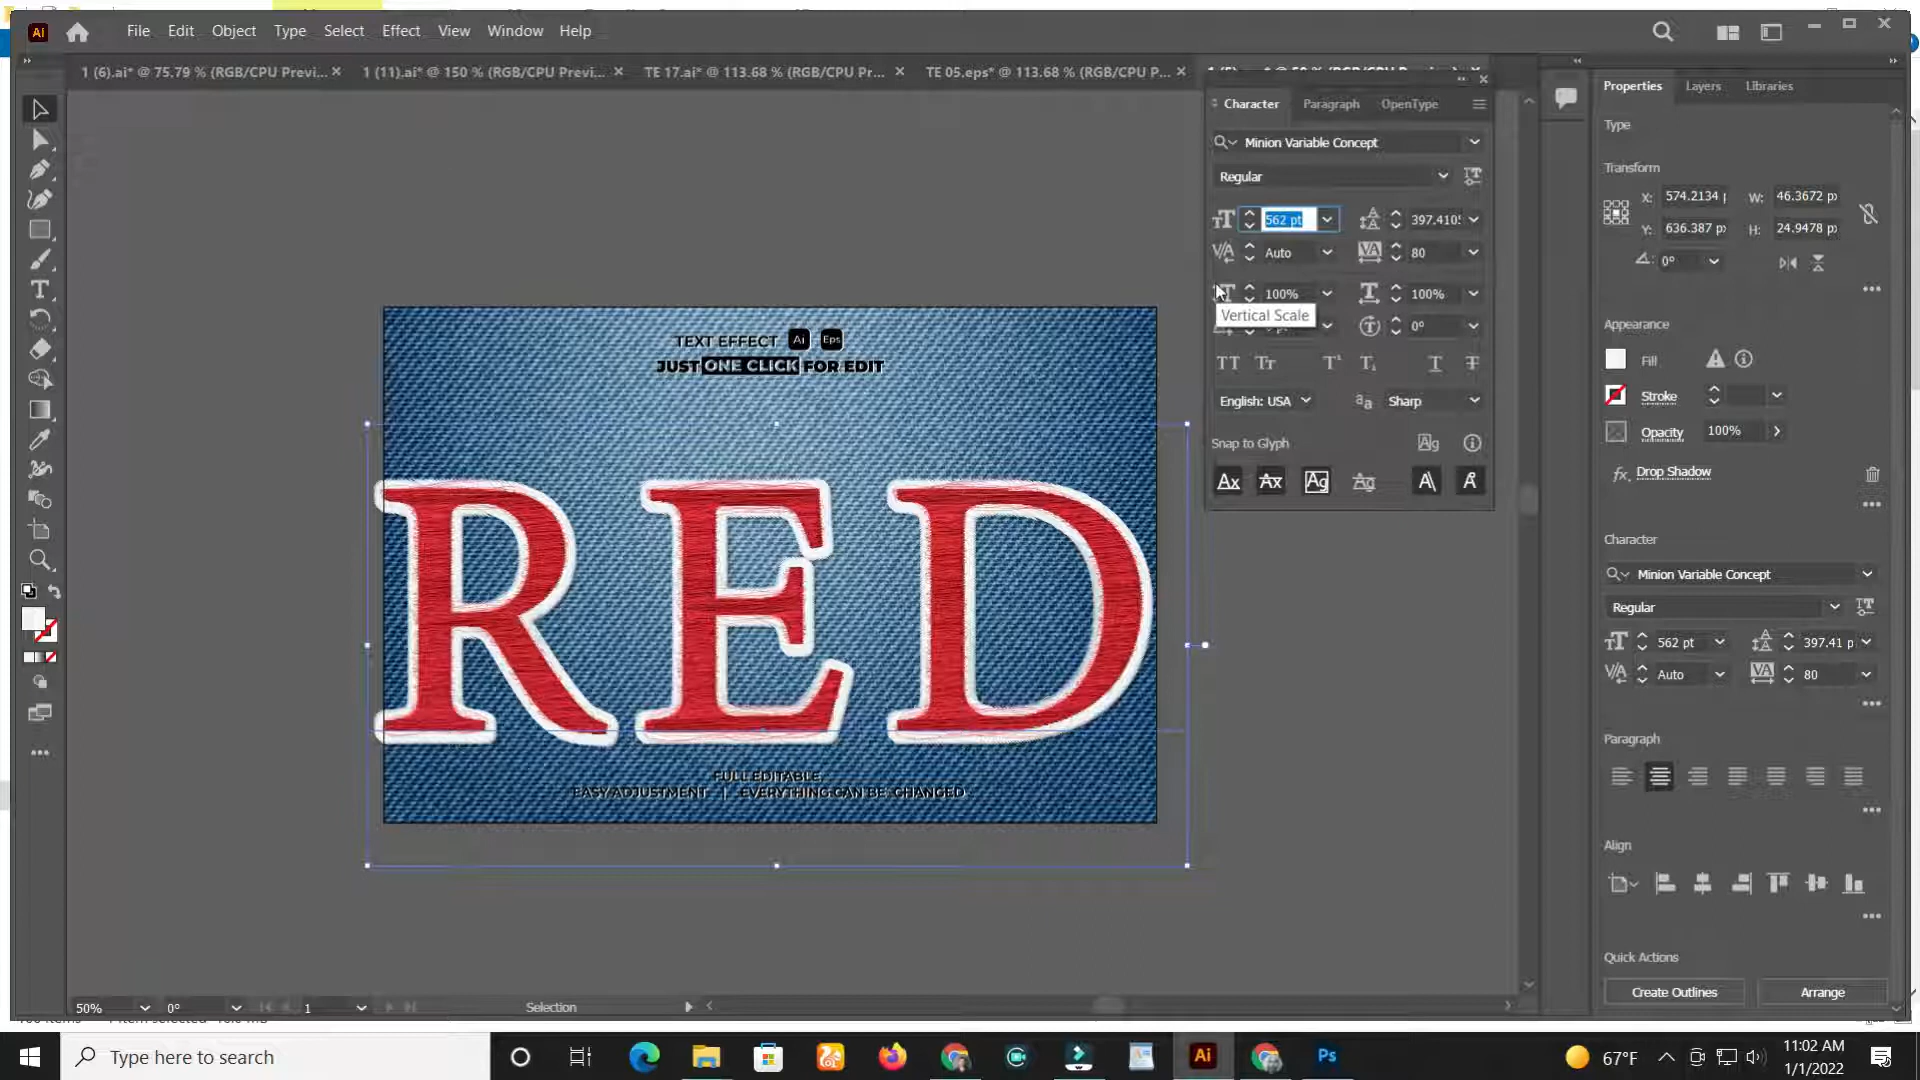 File Edit Object Type Select Effect View Window Help
1 (6).ai* @ 75.79 % (RGB/CPU Previ...
1 (11).ai* @ 150 % (RGB/CPU Previ...
TE 17.ai* @ 113.68 % (RGB/CPU Pr...
TE 05.eps* @ 113.68 % (RGB/CPU P...
Character Paragraph OpenType
Minion Variable Concept
Regular
562 pt
Auto 80
100% 100%
Vertical Scale
0°
English: USA
Sharp
Snap to Glyph
TEXT EFFECT Ai Eps
JUST ONE CLICK FOR EDIT
RED
FULL EDITABLE,
EASY ADJUSTMENT | EVERYTHING CAN BE CHANGED
Properties Layers Libraries
Type
Transform
X: 574.2134 W: 46.3672
Y: 636.387 H: 24.9478
0°
Appearance
Fill
Stroke
Opacity 100%
fx Drop Shadow
Character
Minion Variable Concept
Regular
562 pt 397.41 p
Auto 80
Paragraph
Align
Quick Actions
Create Outlines Arrange
50% 0° 1 Selection
Type here to search
67°F
11:02 AM
1/1/2022